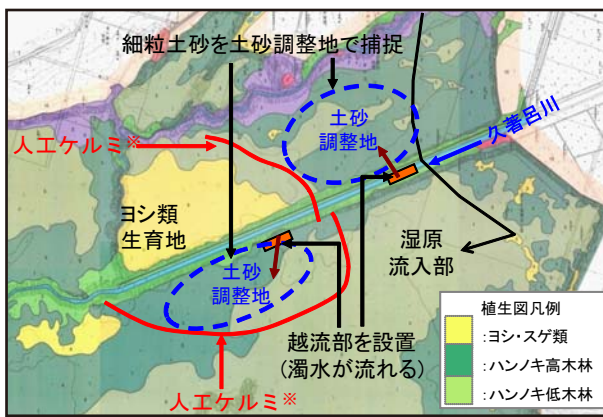 細粒土砂を土砂調整地で捕捉
土砂
調整地
久著呂川
人工ケルミ※
ヨシ類
生育地
湿原
流入部
土砂
調整地
越流部を設置
(濁水が流れる)
人工ケルミ※
植生図凡例
:ヨシ・スゲ類
:ハンノキ高木林
:ハンノキ低木林